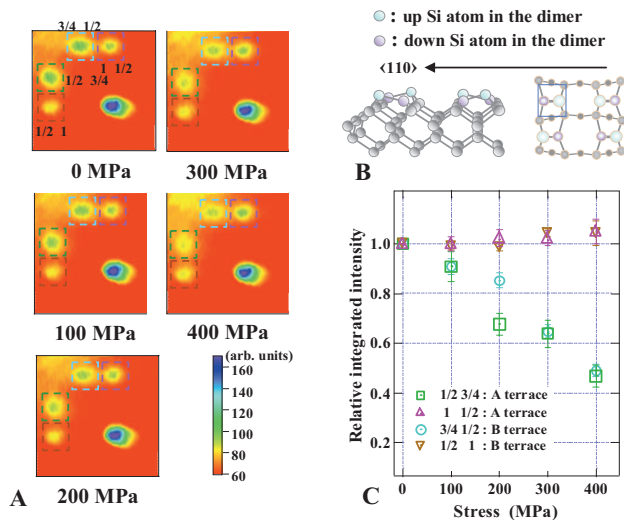 3/4 1/2
1 1/2
1/2 3/4
1/2 1
0 MPa
300 MPa
100 MPa
400 MPa
200 MPa
(arb. units)
160
140
120
100
80
60
A
: up Si atom in the dimer
: down Si atom in the dimer
‹110›
B
Relative integrated intensity
1.0
0.8
0.6
0.4
0.2
1/2 3/4 : A terrace
1 1/2 : A terrace
3/4 1/2 : B terrace
1/2 1 : B terrace
0 100 200 300 400
Stress (MPa)
C